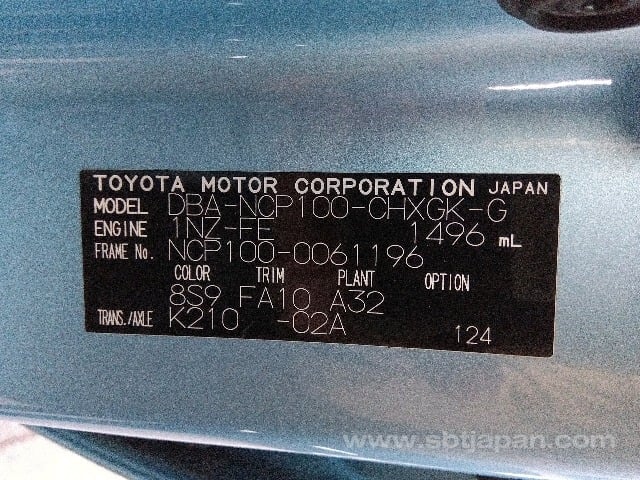 TOYOTA MOTOR CORPORATION JAPAN
MODEL DBA-NCP100-CHXGK-G
ENGINE 1NZ-FE 1496 mL
FRAME No. NCP100-0061196
COLOR TRIM PLANT OPTION
8S9 FA10 A32
TRANS./AXLE K210 -02A 124
www.sbtjapan.com